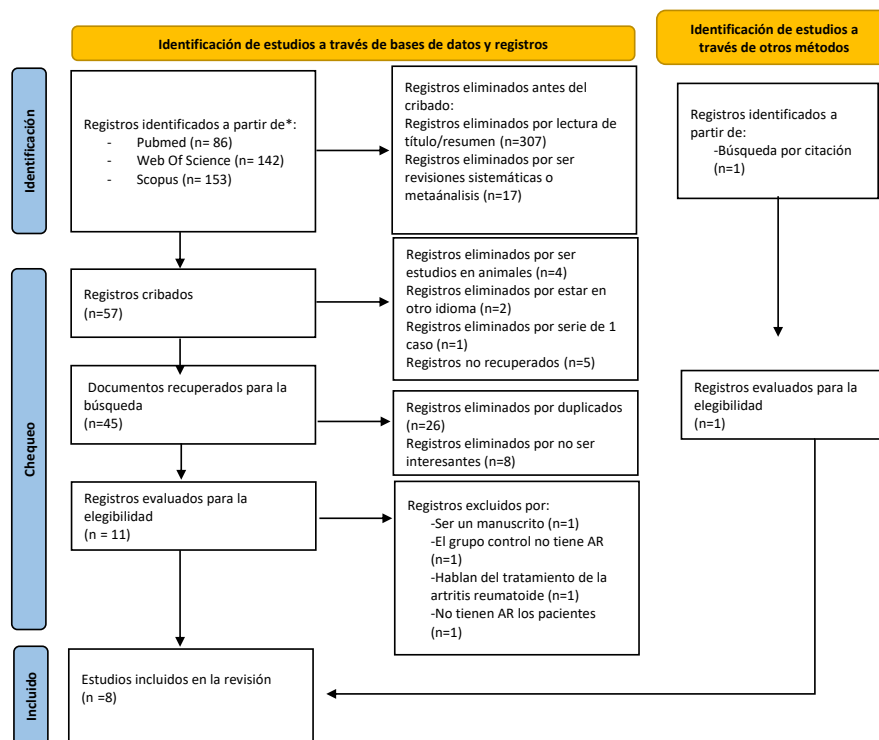 Identificación de estudios a través de bases de datos y registros
Identificación de estudios a
través de otros métodos
Identificación
Registros identificados a partir de*:
- Pubmed (n= 86)
- Web Of Science (n= 142)
- Scopus (n= 153)
Registros eliminados antes del
cribado:
Registros eliminados por lectura de
título/resumen (n=307)
Registros eliminados por ser
revisiones sistemáticas o
metaánalisis (n=17)
Registros identificados a
partir de:
-Búsqueda por citación
(n=1)
Chequeo
Registros cribados
(n=57)
Registros eliminados por ser
estudios en animales (n=4)
Registros eliminados por estar en
otro idioma (n=2)
Registros eliminados por serie de 1
caso (n=1)
Registros no recuperados (n=5)
Documentos recuperados para la
búsqueda
(n=45)
Registros eliminados por duplicados
(n=26)
Registros eliminados por no ser
interesantes (n=8)
Registros evaluados para la
elegibilidad
(n=1)
Registros evaluados para la
elegibilidad
(n = 11)
Registros excluidos por:
-Ser un manuscrito (n=1)
-El grupo control no tiene AR
(n=1)
-Hablan del tratamiento de la
artritis reumatoide (n=1)
-No tienen AR los pacientes
(n=1)
Incluido
Estudios incluidos en la revisión
(n =8)